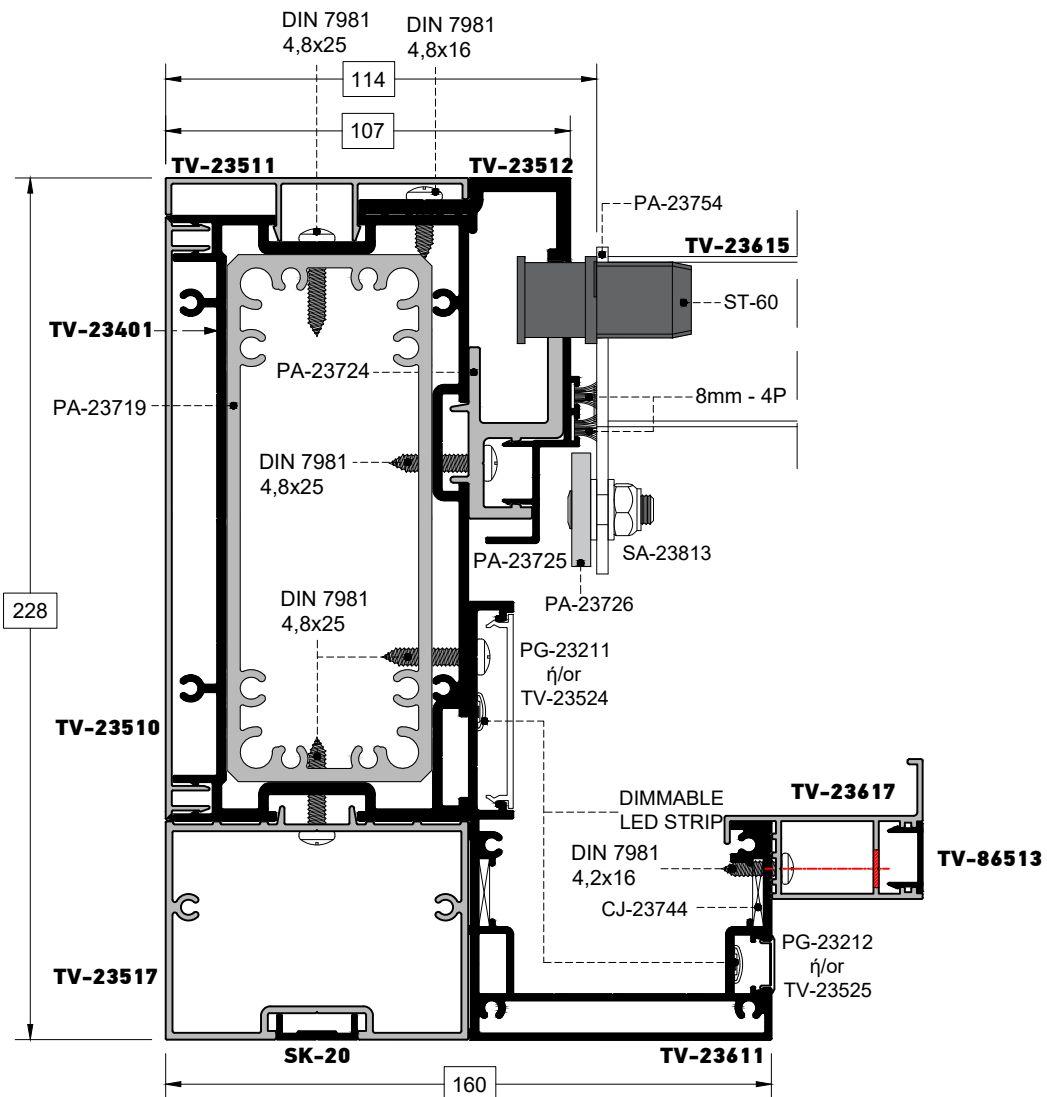 DIN 7981
4,8x25
DIN 7981
4,8x16
114
107
TV-23511
TV-23512
PA-23754
TV-23615
ST-60
TV-23401
PA-23724
PA-23719
8mm - 4P
DIN 7981
4,8x25
PA-23725
SA-23813
PA-23726
228
DIN 7981
4,8x25
PG-23211
ή/or
TV-23524
TV-23510
DIMMABLE
LED STRIP
TV-23617
DIN 7981
4,2x16
TV-86513
CJ-23744
PG-23212
ή/or
TV-23525
TV-23517
SK-20
TV-23611
160